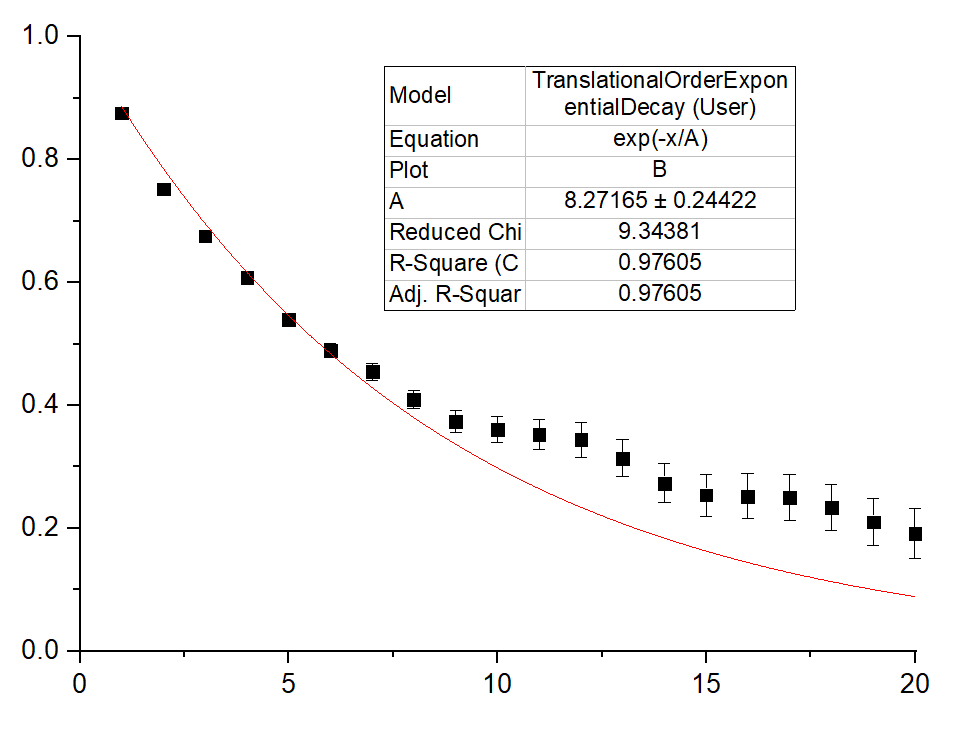 1.0
0.8
0.6
0.4
0.2
0.0
0 5 10 15 20
Model TranslationalOrderExpon
entialDecay (User)
Equation exp(-x/A)
Plot B
A 8.27165 ± 0.24422
Reduced Chi 9.34381
R-Square (C 0.97605
Adj. R-Squar 0.97605